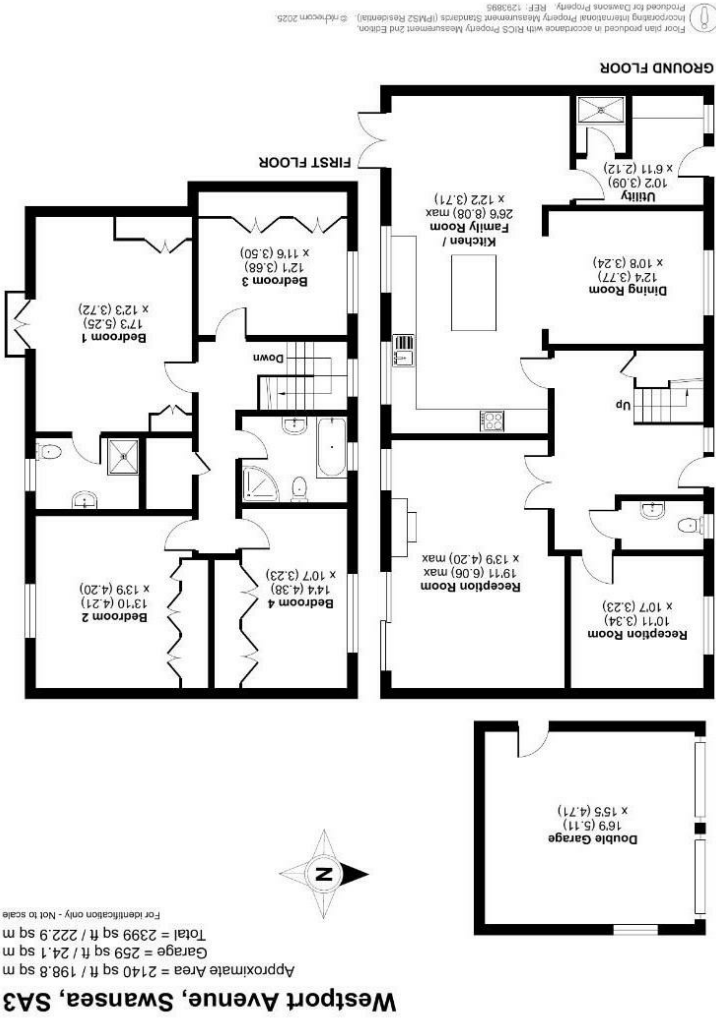 Westport Avenue, Swansea, SA3
Approximate Area = 2140 sq ft / 198.8 sq m
Garage = 259 sq ft / 24.1 sq m
Total = 2399 sq ft / 222.9 sq m
For identification only - Not to scale
N
Double Garage
16'9 (5.11)
x 15'5 (4.71)
Reception Room
10'11 (3.34)
x 10'7 (3.23)
Reception Room
19'11 (6.06) max
x 13'9 (4.20) max
Up
Dining Room
12'4 (3.77)
x 10'8 (3.24)
Kitchen /
Family Room
26'6 (8.08) max
x 12'2 (3.71)
Utility
10'2 (3.09)
x 6'11 (2.12)
GROUND FLOOR
Bedroom 4
14'4 (4.38)
x 10'7 (3.23)
Bedroom 2
13'10 (4.21)
x 13'9 (4.20)
Down
Bedroom 3
12'1 (3.68)
x 11'6 (3.50)
Bedroom 1
17'3 (5.25)
x 12'3 (3.72)
FIRST FLOOR
Floor plan produced in accordance with RICS Property Measurement 2nd Edition,
Incorporating International Property Measurement Standards (IPMS2 Residential). © nichecom 2025.
Produced for Dawsons Property. REF: 1293895